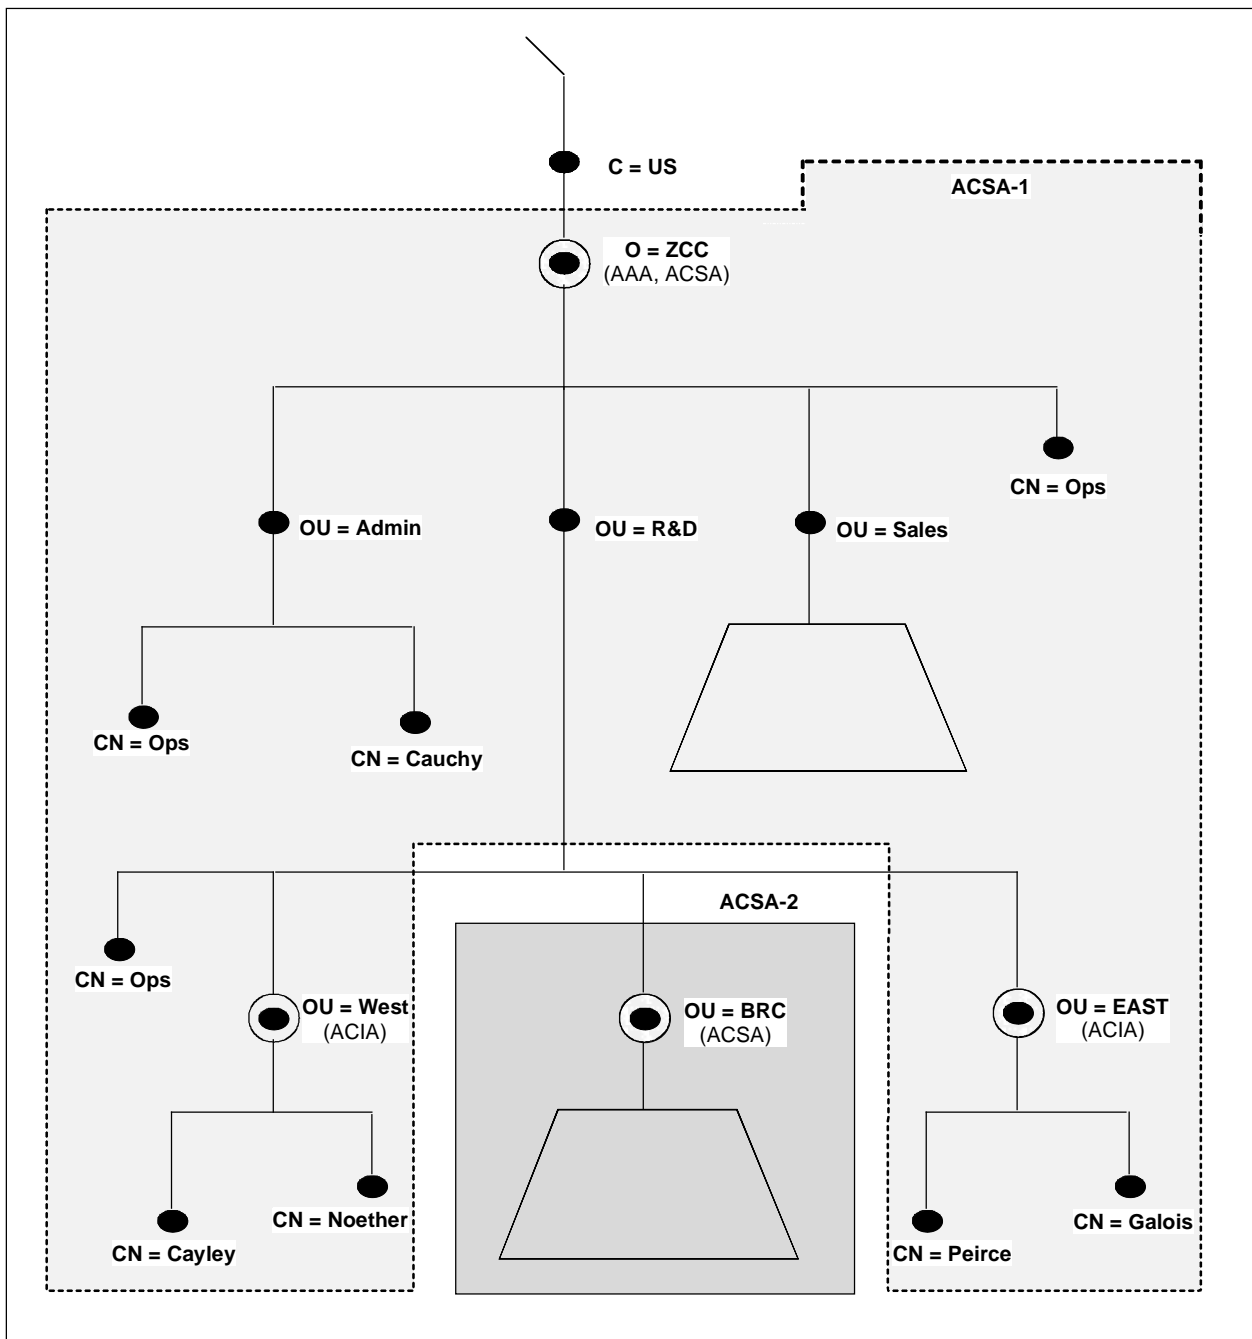 C = US
ACSA-1
O = ZCC
(AAA, ACSA)
CN = Ops
OU = Admin
OU = R&D
OU = Sales
CN = Ops
CN = Cauchy
ACSA-2
CN = Ops
OU = West
(ACIA)
OU = BRC
(ACSA)
OU = EAST
(ACIA)
CN = Noether
CN = Galois
CN = Cayley
CN = Peirce